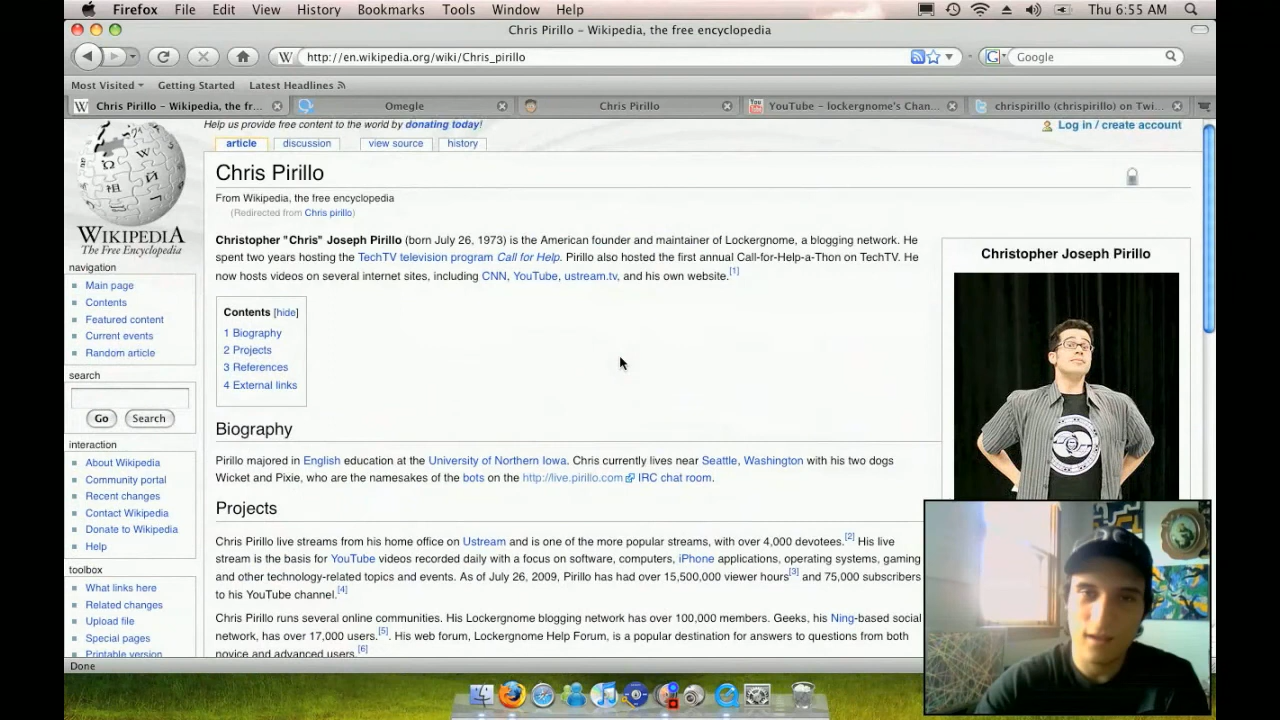 Firefox File Edit View History Bookmarks Tools Window Help Thu 6:55 AM
Chris Pirillo – Wikipedia, the free encyclopedia
http://en.wikipedia.org/wiki/Chris_pirillo Google
Most Visited Getting Started Latest Headlines
Chris Pirillo – Wikipedia, the fr... Omegle Chris Pirillo YouTube – lockergnome's Chan... chrispirillo (chrispirillo) on Twi...
Help us provide free content to the world by donating today! Log in / create account
article discussion view source history
Chris Pirillo
From Wikipedia, the free encyclopedia
(Redirected from Chris pirillo)
WIKIPEDIA
The Free Encyclopedia
navigation
Main page
Contents
Featured content
Current events
Random article
search
Go Search
interaction
About Wikipedia
Community portal
Recent changes
Contact Wikipedia
Donate to Wikipedia
Help
toolbox
What links here
Related changes
Upload file
Special pages
Printable version
Christopher "Chris" Joseph Pirillo (born July 26, 1973) is the American founder and maintainer of Lockergnome, a blogging network. He
spent two years hosting the TechTV television program Call for Help. Pirillo also hosted the first annual Call-for-Help-a-Thon on TechTV. He
now hosts videos on several internet sites, including CNN, YouTube, ustream.tv, and his own website.[1]
Contents [hide]
1 Biography
2 Projects
3 References
4 External links
Biography
Pirillo majored in English education at the University of Northern Iowa. Chris currently lives near Seattle, Washington with his two dogs
Wicket and Pixie, who are the namesakes of the bots on the http://live.pirillo.com IRC chat room.
Projects
Chris Pirillo live streams from his home office on Ustream and is one of the more popular streams, with over 4,000 devotees.[2] His live
stream is the basis for YouTube videos recorded daily with a focus on software, computers, iPhone applications, operating systems, gaming
and other technology-related topics and events. As of July 26, 2009, Pirillo has had over 15,500,000 viewer hours[3] and 75,000 subscribers
to his YouTube channel.[4]
Chris Pirillo runs several online communities. His Lockergnome blogging network has over 100,000 members. Geeks, his Ning-based social
network, has over 17,000 users.[5]. His web forum, Lockergnome Help Forum, is a popular destination for answers to questions from both
novice and advanced users.[6]
Christopher Joseph Pirillo
Done